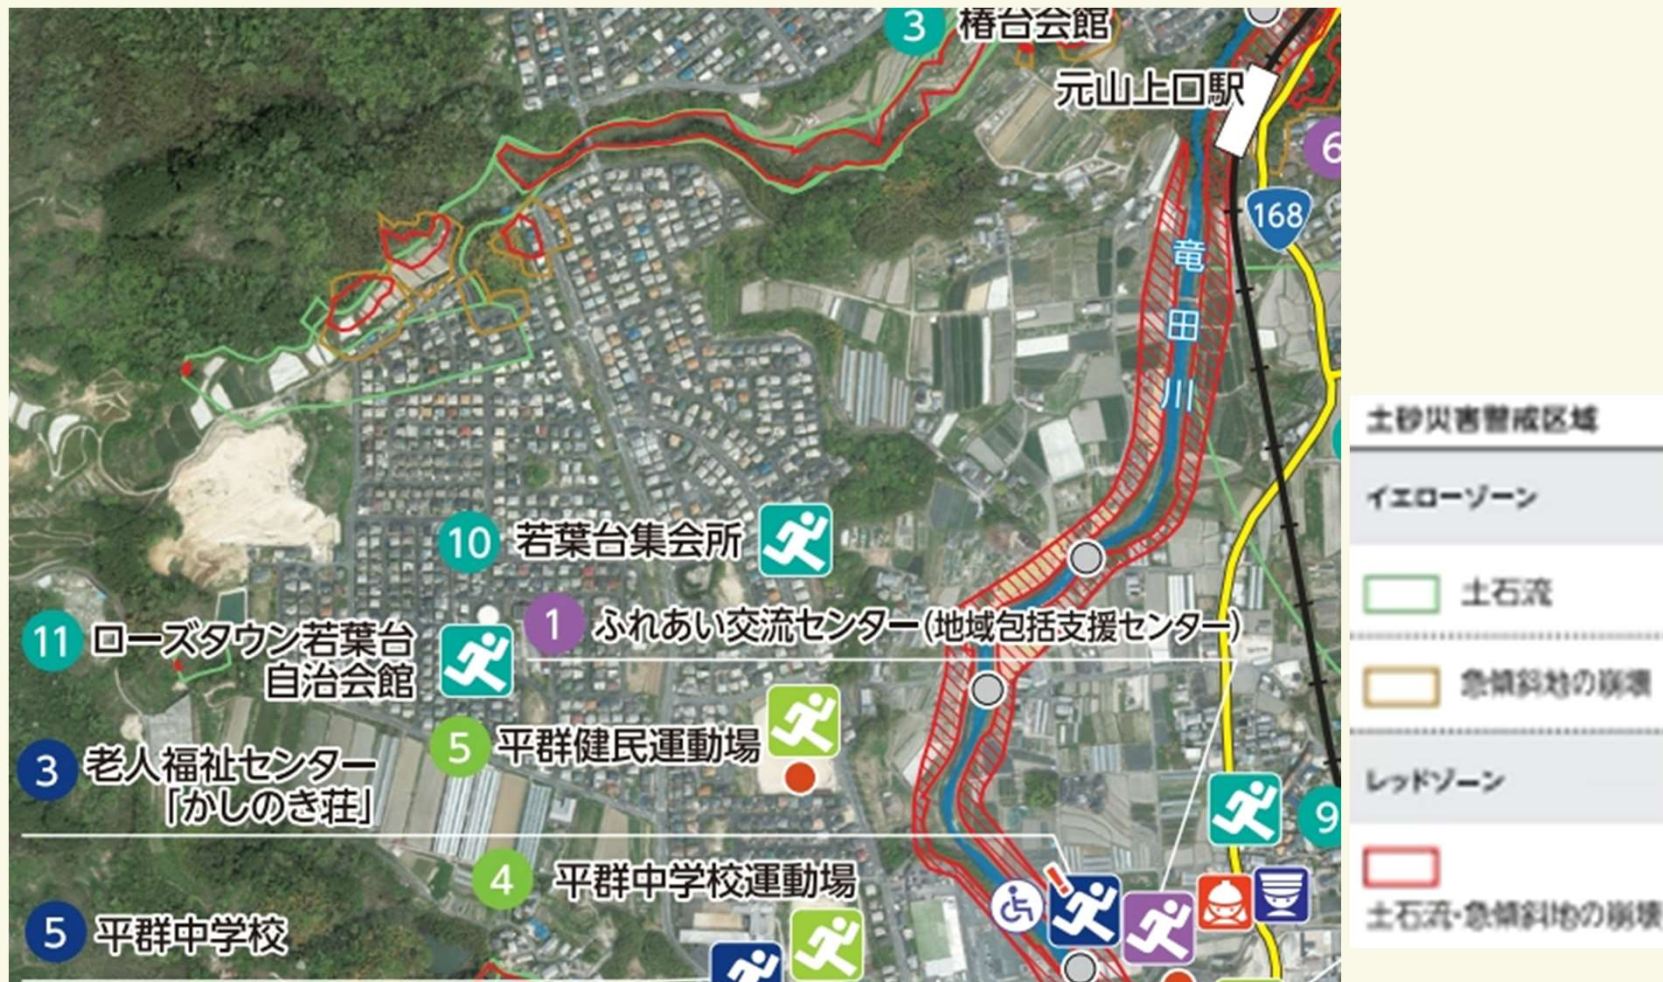 3 椿台会館
元山上口駅
6
168
竜田川
10 若葉台集会所
1 ふれあい交流センター(地域包括支援センター)
11 ローズタウン若葉台
自治会館
5 平群健民運動場
3 老人福祉センター
「かしのき荘」
9
4 平群中学校運動場
5 平群中学校
土砂災害警戒区域
イエローゾーン
土石流
急傾斜地の崩壊
レッドゾーン
土石流・急傾斜地の崩壊